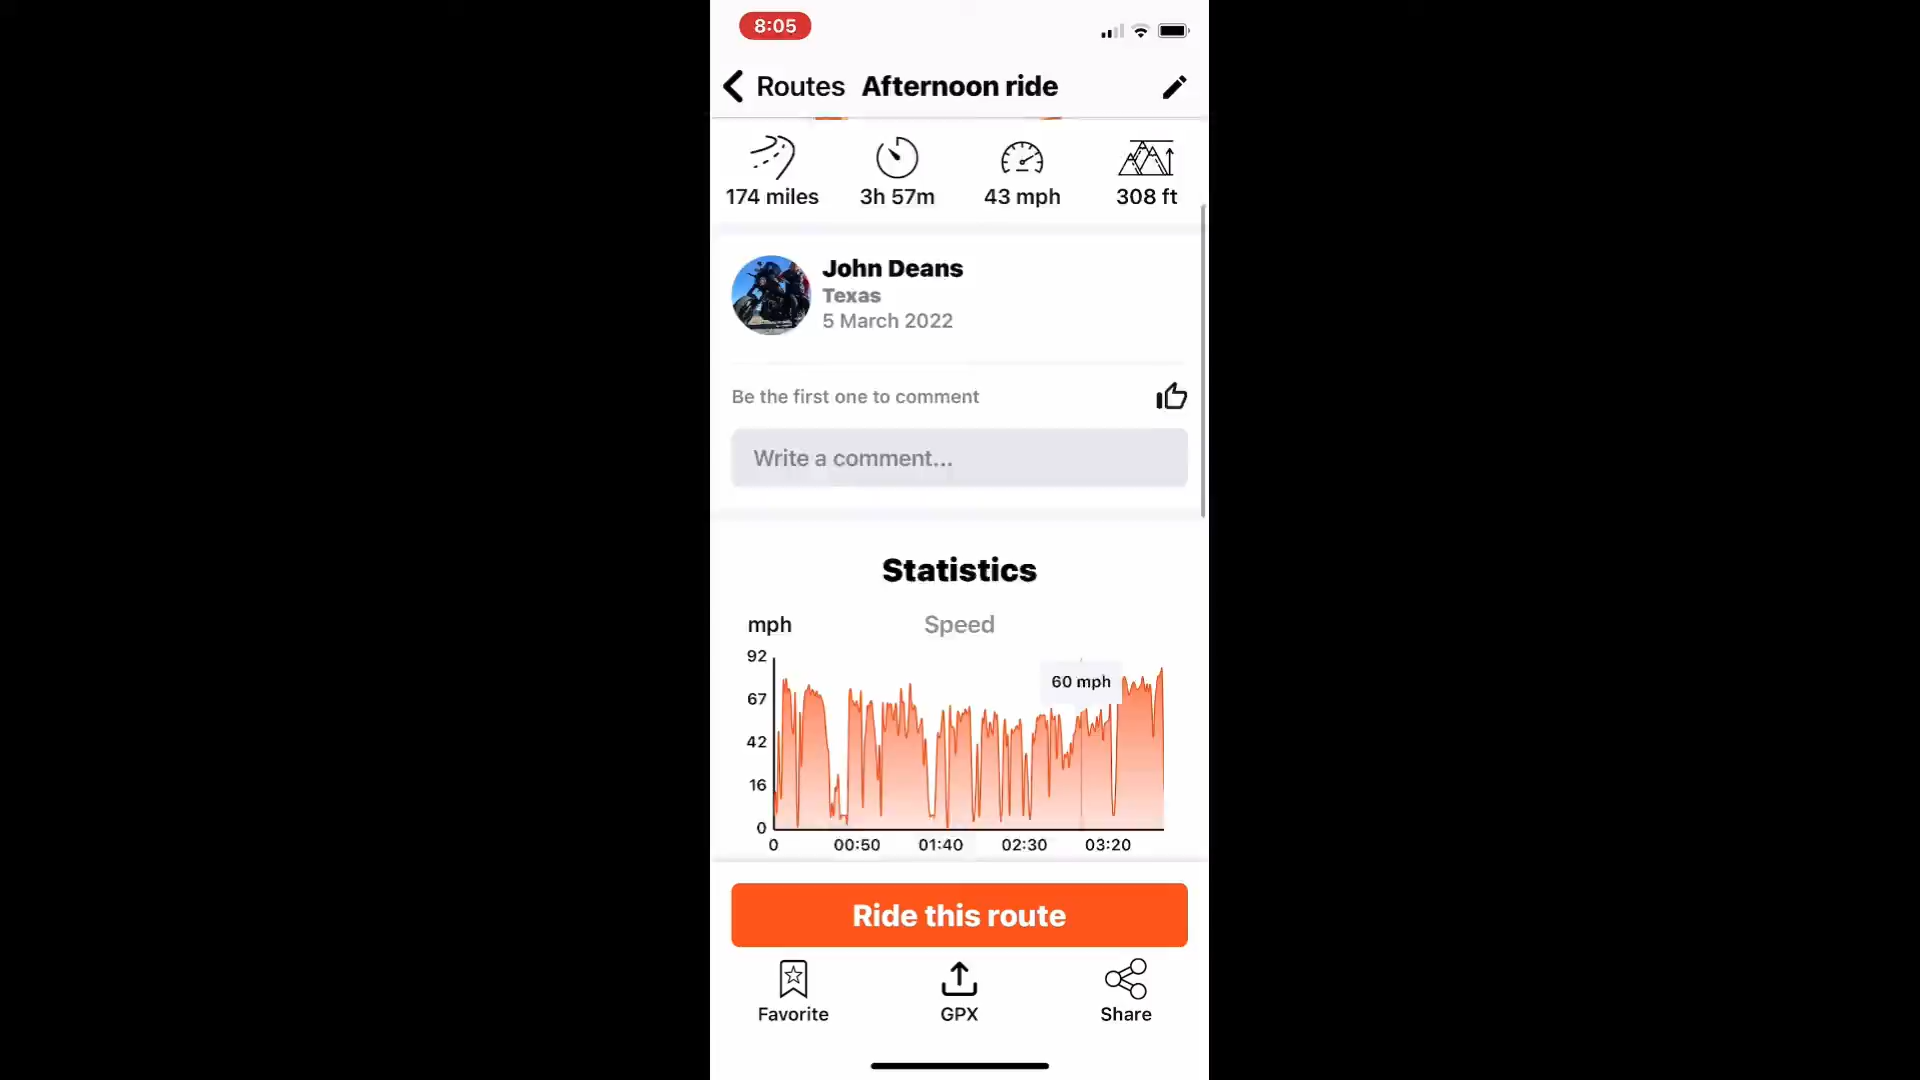 8:05
Routes Afternoon ride
174 miles 3h 57m 43 mph 308 ft
John Deans
Texas
5 March 2022
Be the first one to comment
Write a comment...
Statistics
mph Speed
92
60 mph
67
42
16
0
0 00:50 01:40 02:30 03:20
Ride this route
Favorite GPX Share